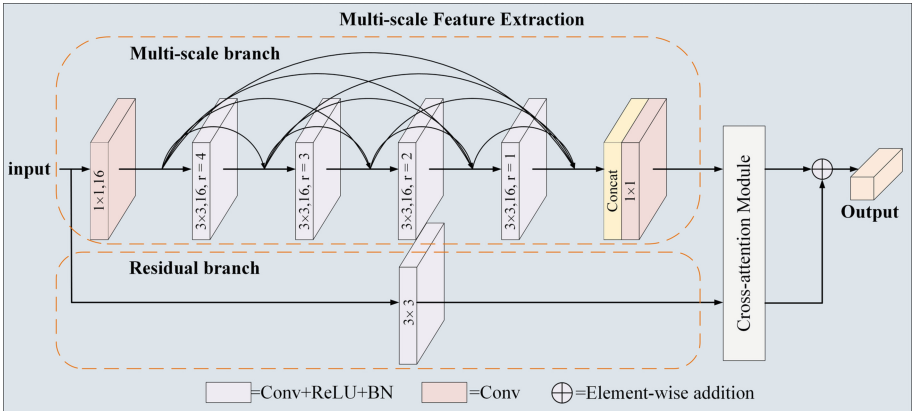 Multi-scale Feature Extraction
Multi-scale branch
input
1×1,16
3×3,16, r = 4
3×3,16, r = 3
3×3,16, r = 2
3×3,16, r = 1
Concat
1×1
Cross-attention Module
Output
Residual branch
3× 3
=Conv+ReLU+BN
=Conv
=Element-wise addition